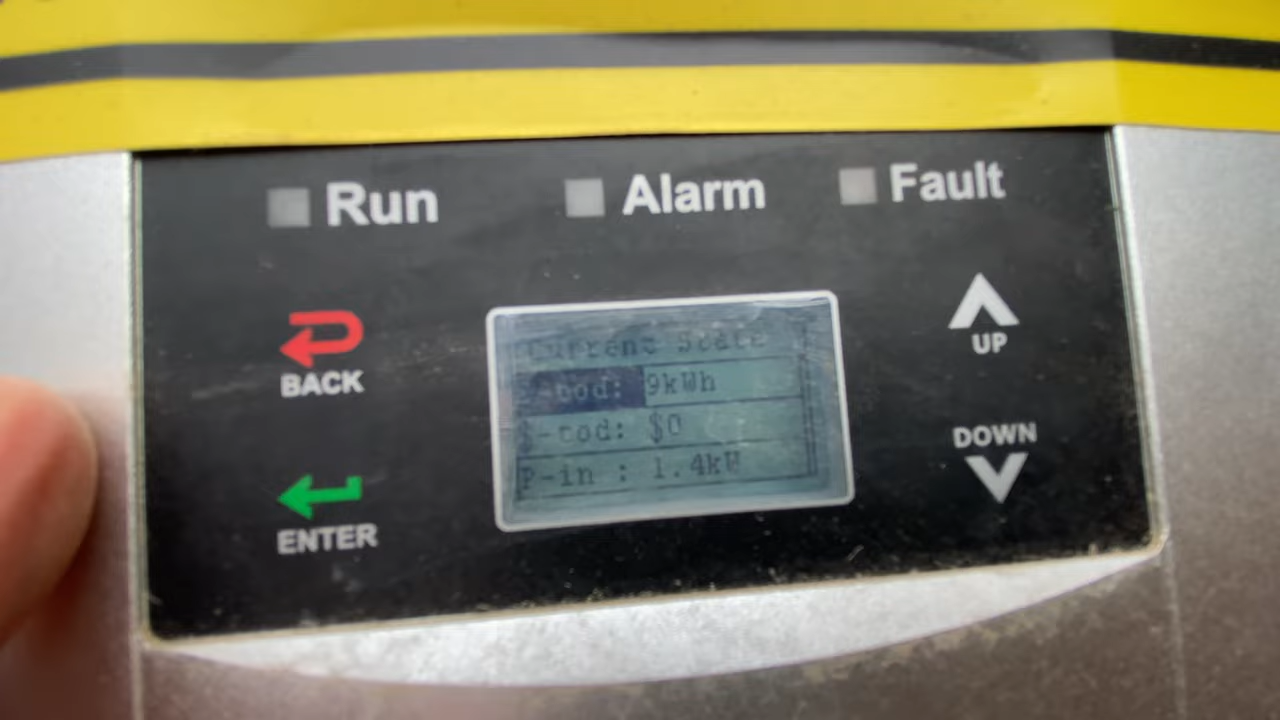 Run
Alarm
Fault
BACK
ENTER
Current State
E-tod: 9kWh
$-tod: $0
P-in : 1.4kW
UP
DOWN